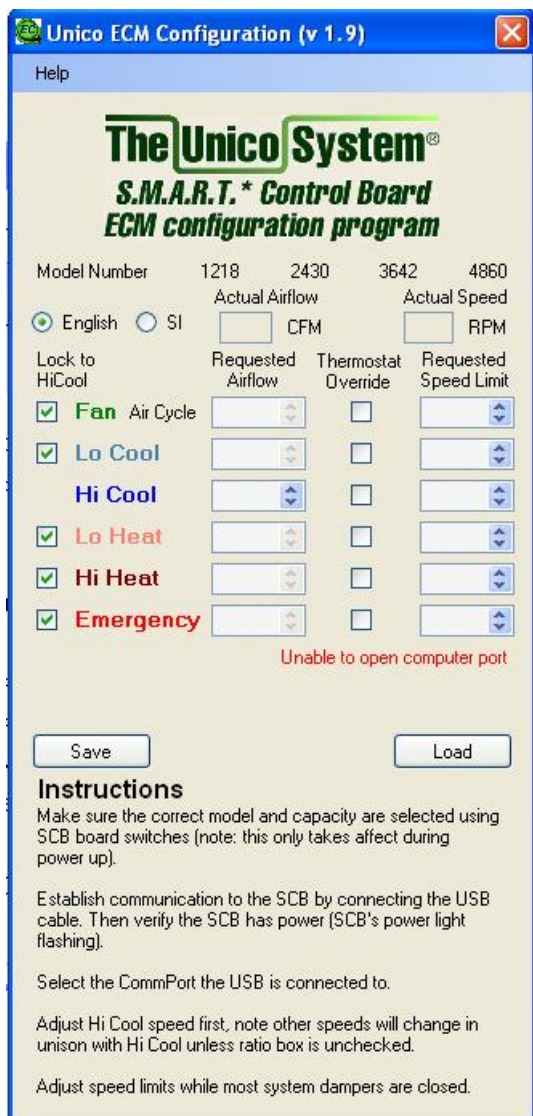 Unico ECM Configuration (v 1.9)
Help
The Unico System®
S.M.A.R.T.* Control Board
ECM configuration program
Model Number 1218 2430 3642 4860
Actual Airflow Actual Speed
English SI CFM RPM
Lock to HiCool Requested Airflow Thermostat Override Requested Speed Limit
Fan Air Cycle
Lo Cool
Hi Cool
Lo Heat
Hi Heat
Emergency
Unable to open computer port
Save Load
Instructions
Make sure the correct model and capacity are selected using
SCB board switches (note: this only takes affect during
power up).
Establish communication to the SCB by connecting the USB
cable. Then verify the SCB has power (SCB's power light
flashing).
Select the CommPort the USB is connected to.
Adjust Hi Cool speed first, note other speeds will change in
unison with Hi Cool unless ratio box is unchecked.
Adjust speed limits while most system dampers are closed.